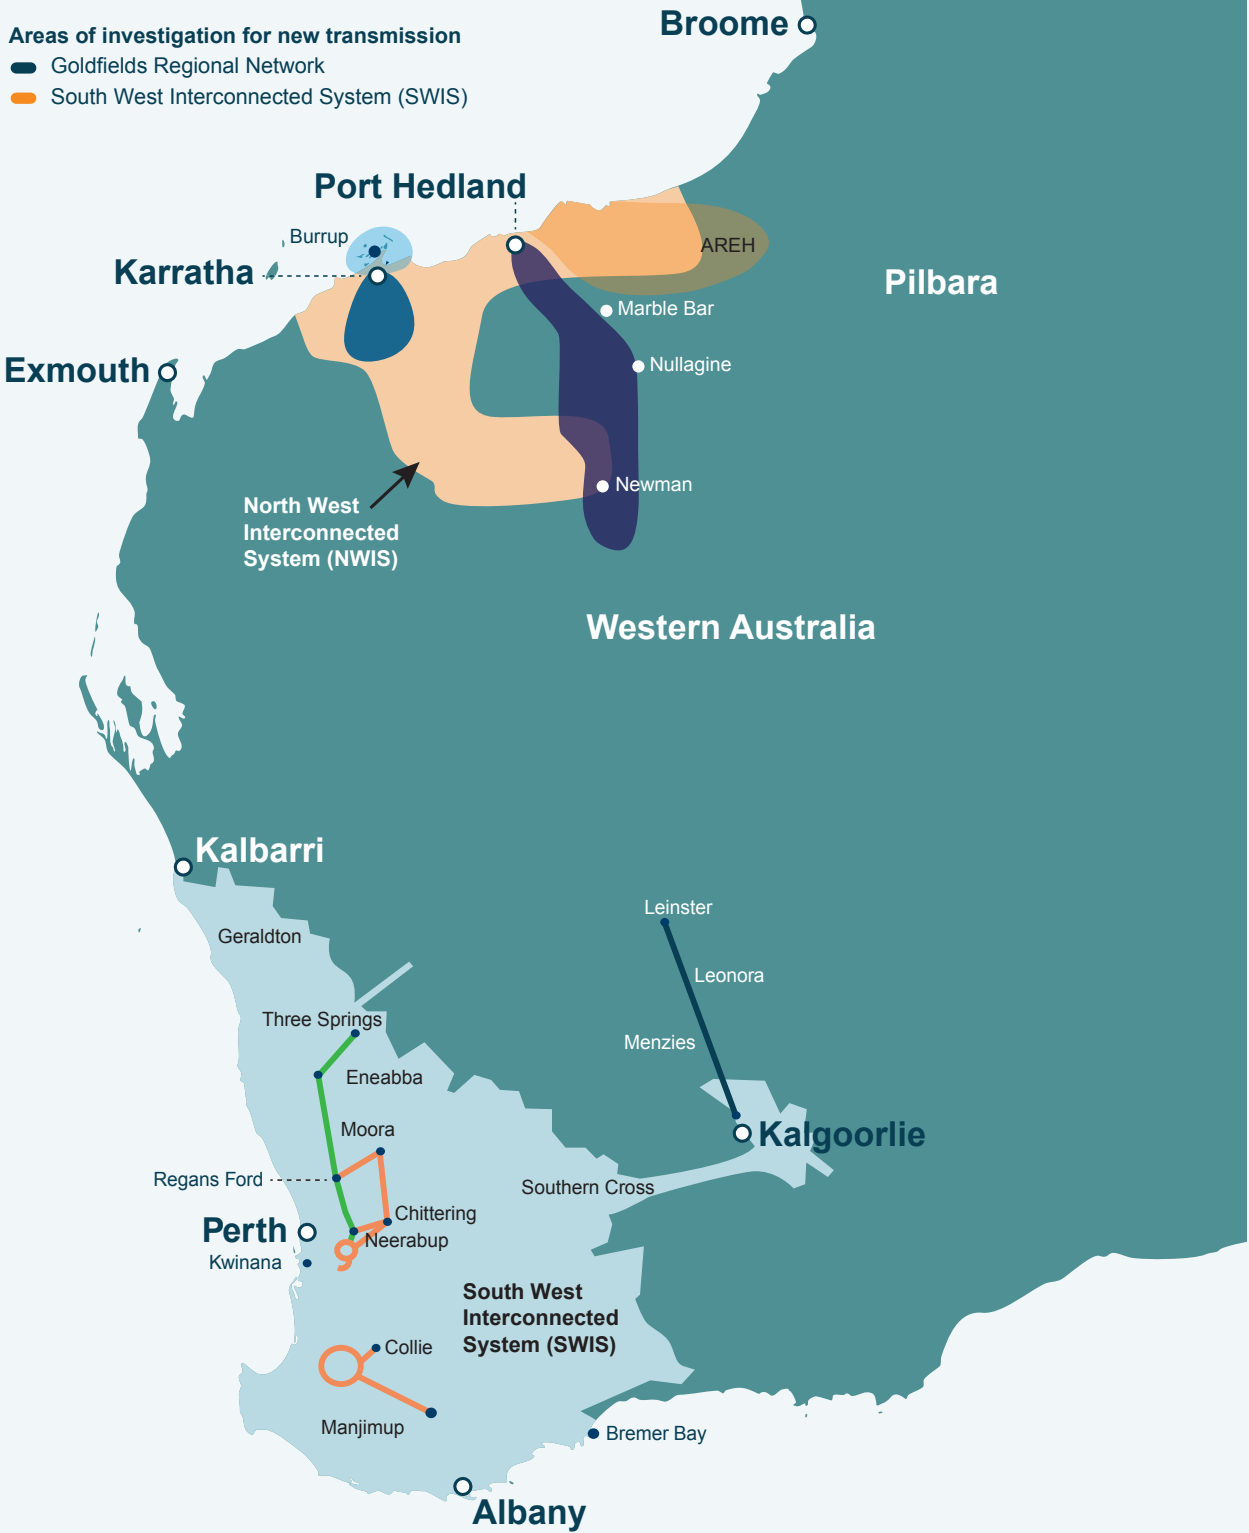 Broome
Areas of investigation for new transmission
Goldfields Regional Network
South West Interconnected System (SWIS)
Port Hedland
Burrup
AREH
Karratha
Pilbara
Marble Bar
Nullagine
Exmouth
Newman
North West
Interconnected
System (NWIS)
Western Australia
Kalbarri
Leinster
Geraldton
Leonora
Three Springs
Menzies
Eneabba
Moora
Kalgoorlie
Regans Ford
Southern Cross
Chittering
Perth
Neerabup
Kwinana
South West
Interconnected
System (SWIS)
Collie
Manjimup
Bremer Bay
Albany